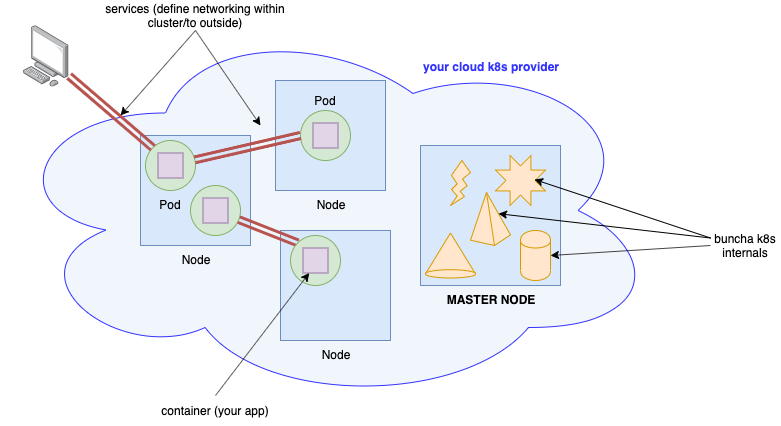 services (define networking within
cluster/to outside)
your cloud k8s provider
Pod
Pod
Node
Node
buncha k8s
internals
MASTER NODE
Node
container (your app)